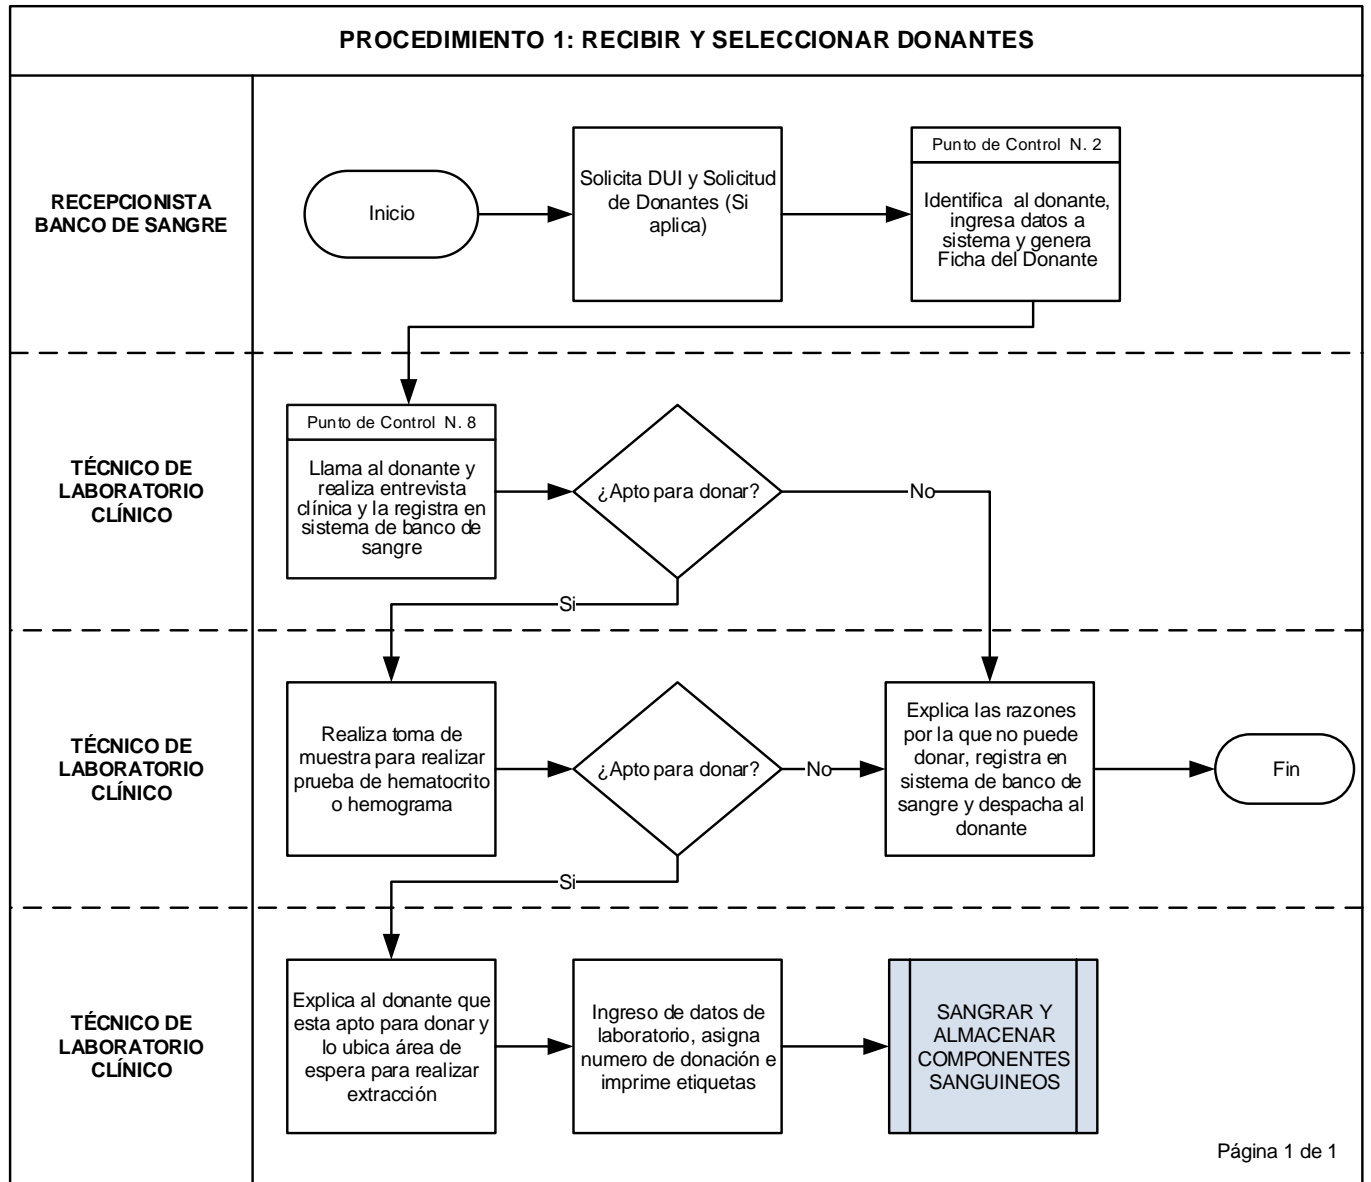 PROCEDIMIENTO 1: RECIBIR Y SELECCIONAR DONANTES
RECEPCIONISTA
BANCO DE SANGRE
Inicio
Solicita DUI y Solicitud
de Donantes (Si
aplica)
Punto de Control N. 2
Identifica al donante,
ingresa datos a
sistema y genera
Ficha del Donante
TÉCNICO DE
LABORATORIO
CLÍNICO
Punto de Control N. 8
Llama al donante y
realiza entrevista
clínica y la registra en
sistema de banco de
sangre
¿Apto para donar?
No
Si
TÉCNICO DE
LABORATORIO
CLÍNICO
Realiza toma de
muestra para realizar
prueba de hematocrito
o hemograma
¿Apto para donar?
No
Explica las razones
por la que no puede
donar, registra en
sistema de banco de
sangre y despacha al
donante
Fin
Si
TÉCNICO DE
LABORATORIO
CLÍNICO
Explica al donante que
esta apto para donar y
lo ubica área de
espera para realizar
extracción
Ingreso de datos de
laboratorio, asigna
numero de donación e
imprime etiquetas
SANGRAR Y
ALMACENAR
COMPONENTES
SANGUINEOS
Página 1 de 1